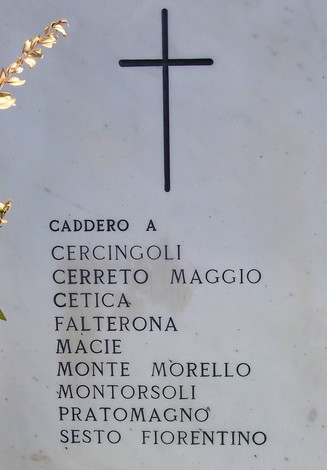 CADDERO A
CERCINGOLI
CERRETO MAGGIO
CETICA
FALTERONA
MACIE
MONTE MORELLO
MONTORSOLI
PRATOMAGNO
SESTO FIORENTINO